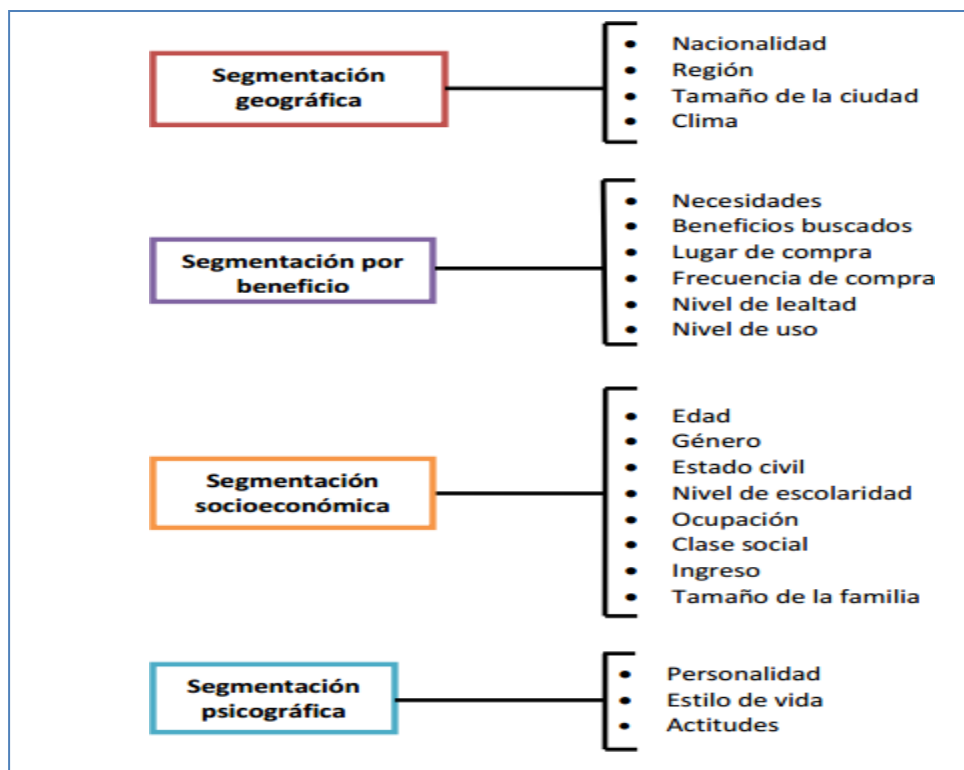 Segmentación
geográfica
• Nacionalidad
• Región
• Tamaño de la ciudad
• Clima
Segmentación por
beneficio
• Necesidades
• Beneficios buscados
• Lugar de compra
• Frecuencia de compra
• Nivel de lealtad
• Nivel de uso
Segmentación
socioeconómica
• Edad
• Género
• Estado civil
• Nivel de escolaridad
• Ocupación
• Clase social
• Ingreso
• Tamaño de la familia
Segmentación
psicográfica
• Personalidad
• Estilo de vida
• Actitudes